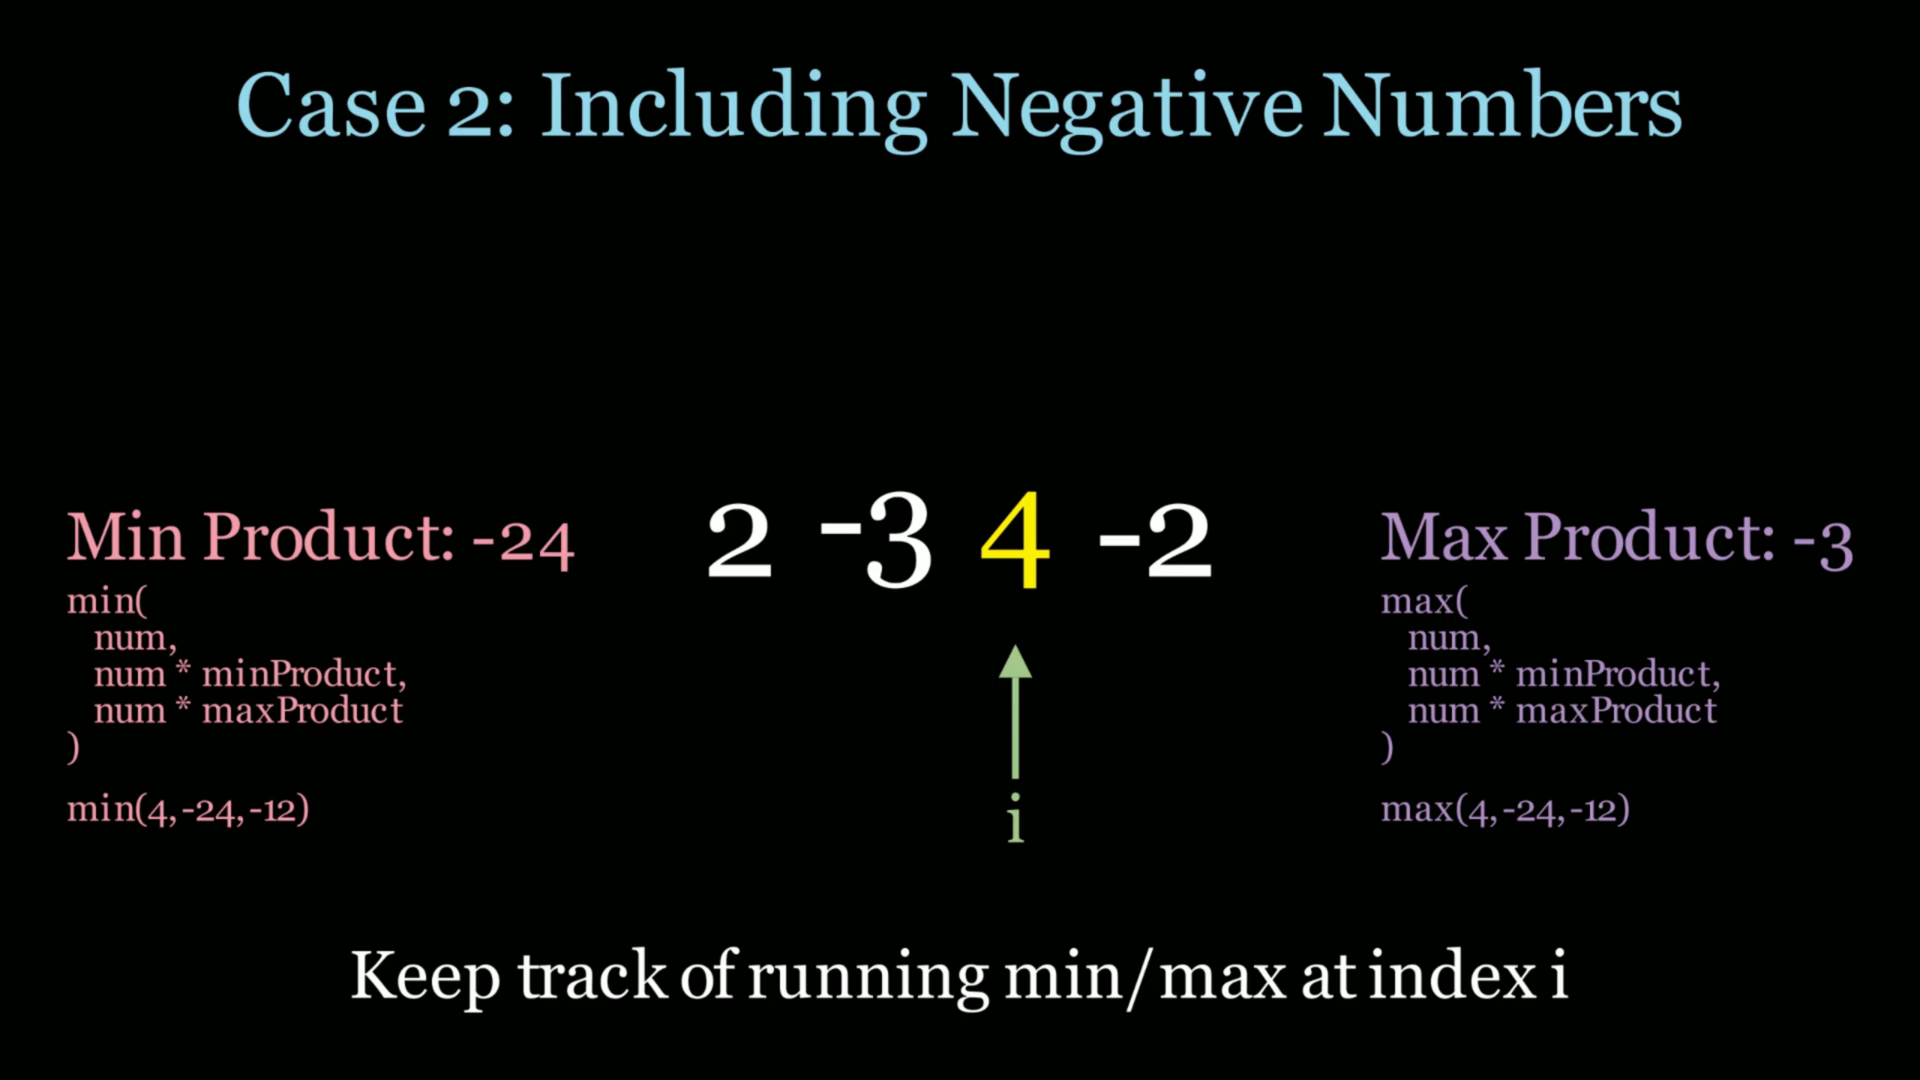 Case 2: Including Negative Numbers
Min Product: -24
min(
num,
num * minProduct,
num * maxProduct
)
min(4,-24,-12)
2 -3 4 -2
i
Max Product: -3
max(
num,
num * minProduct,
num * maxProduct
)
max(4,-24,-12)
Keep track of running min/max at index i